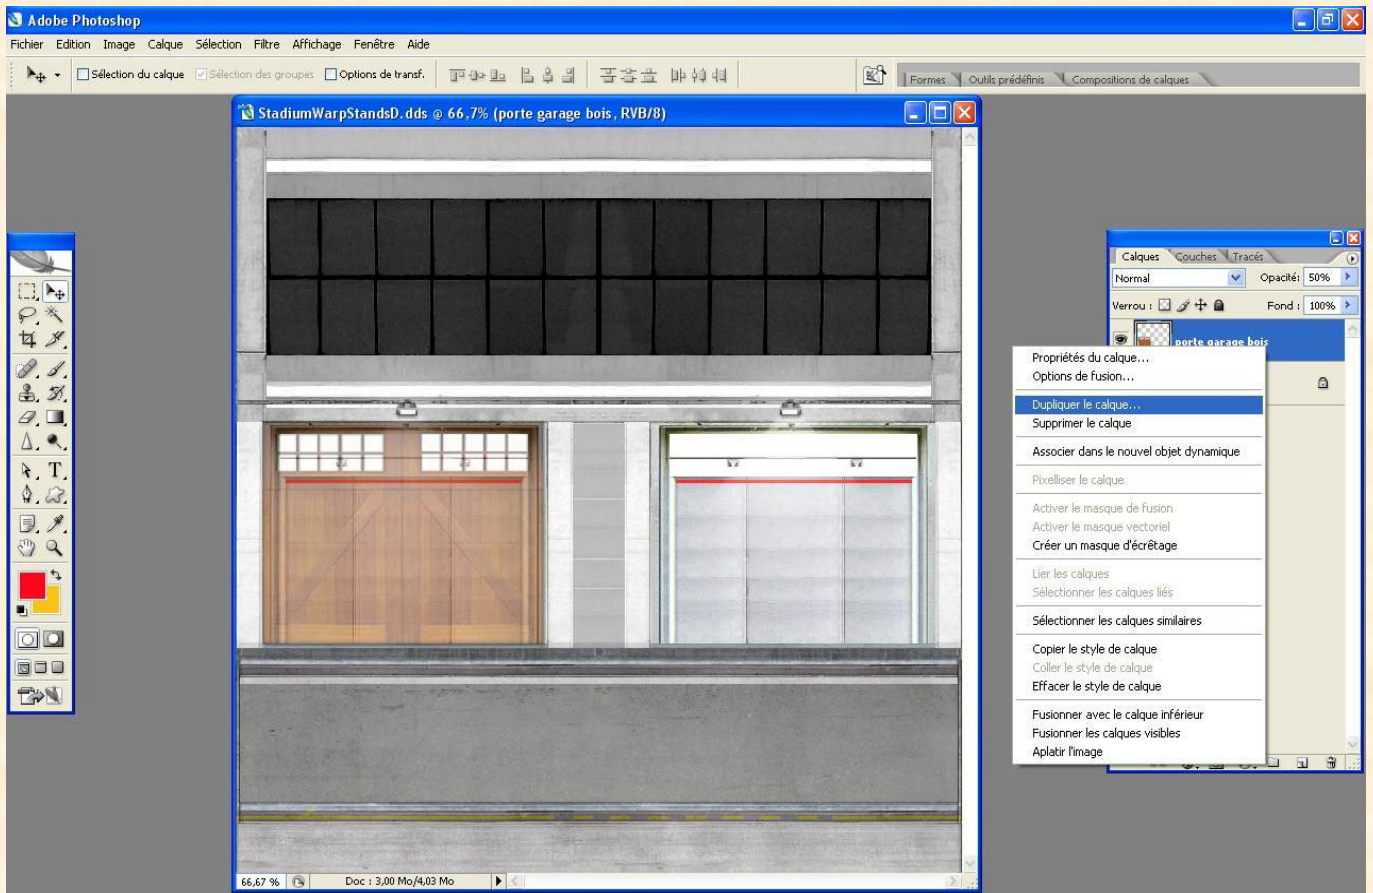 Adobe Photoshop
Fichier Edition Image Calque Sélection Filtre Affichage Fenêtre Aide
Sélection du calque Sélection des groupes Options de transf. Formes Outils prédéfinis Compositions de calques
StadiumWarpStandsD.dds @ 66,7% (porte garage bois, RVB/8)
Calques Couches Tracés
Normal Opacité: 50%
Verrou : Fond : 100%
porte garage bois
Propriétés du calque...
Options de fusion...
Dupliquer le calque...
Supprimer le calque
Associer dans le nouvel objet dynamique
Pixelliser le calque
Activer le masque de fusion
Activer le masque vectoriel
Créer un masque d'écrêtage
Lier les calques
Sélectionner les calques liés
Sélectionner les calques similaires
Copier le style de calque
Coller le style de calque
Effacer le style de calque
Fusionner avec le calque inférieur
Fusionner les calques visibles
Aplatir l'image
66,67 % Doc : 3,00 Mo/4,03 Mo